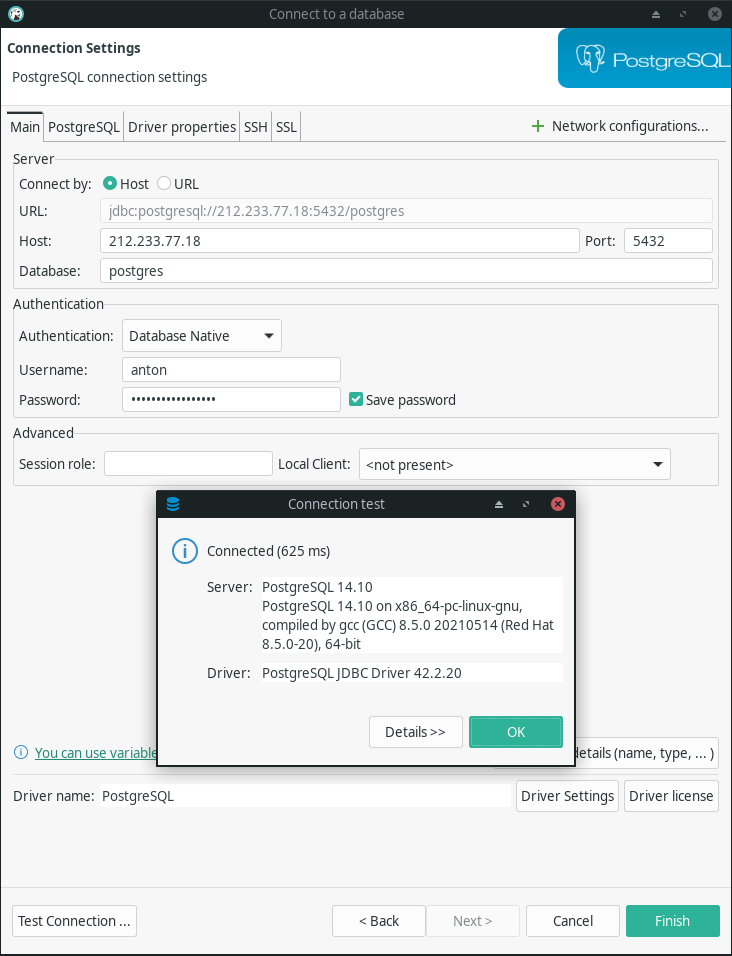 Connect to a database
Connection Settings
PostgreSQL connection settings
PostgreSQL
Main PostgreSQL Driver properties SSH SSL
Network configurations...
Server
Connect by: Host URL
URL: jdbc:postgresql://212.233.77.18:5432/postgres
Host: 212.233.77.18 Port: 5432
Database: postgres
Authentication
Authentication: Database Native
Username: anton
Password: ••••••••••••••••• Save password
Advanced
Session role: Local Client: <not present>
Connection test
Connected (625 ms)
Server: PostgreSQL 14.10
PostgreSQL 14.10 on x86_64-pc-linux-gnu,
compiled by gcc (GCC) 8.5.0 20210514 (Red Hat
8.5.0-20), 64-bit
Driver: PostgreSQL JDBC Driver 42.2.20
Details >> OK
You can use variable
details (name, type, ... )
Driver name: PostgreSQL Driver Settings Driver license
Test Connection ... < Back Next > Cancel Finish